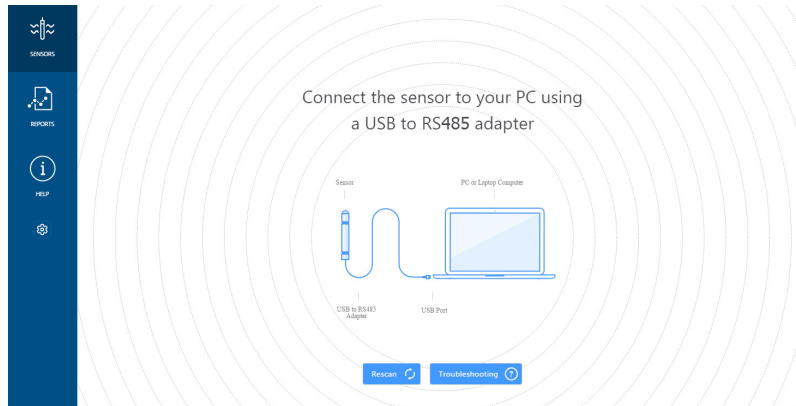 SENSORS
REPORTS
HELP
Connect the sensor to your PC using
a USB to RS485 adapter
Sensor
PC or Laptop Computer
USB to RS485
Adapter
USB Port
Rescan
Troubleshooting